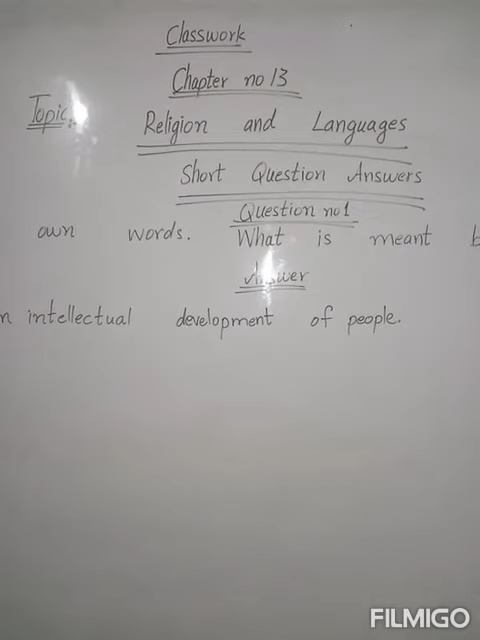 Classwork
Chapter no 13
Topic:
Religion and Languages
Short Question Answers
Question no 1
own words. What is meant b
Answer
n intellectual development of people.
FILMIGO